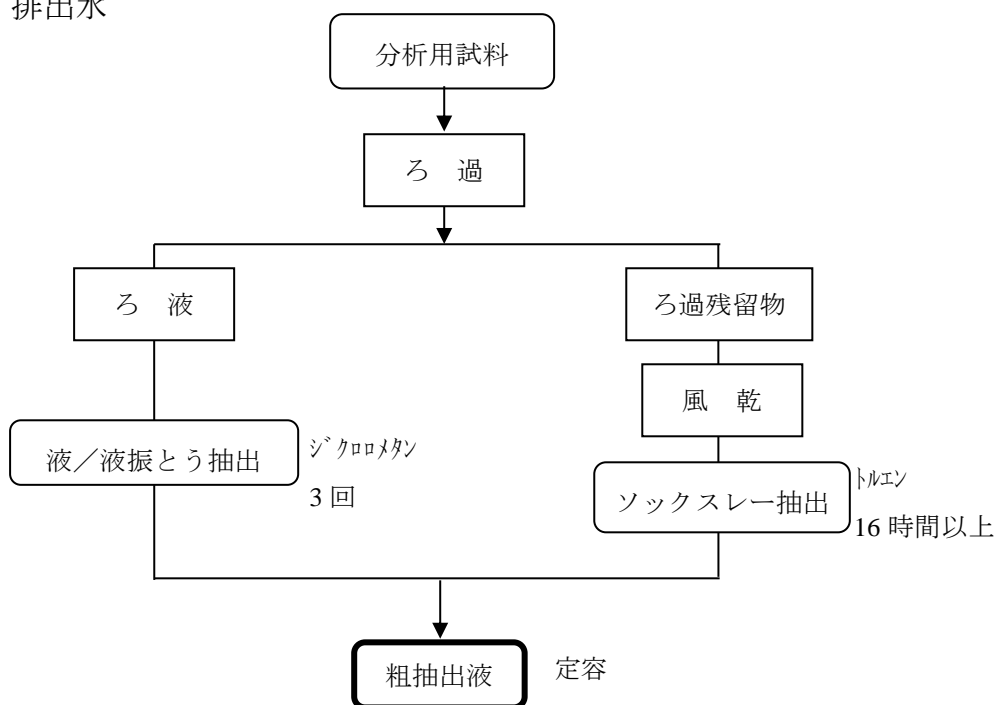 排出水
分析用試料
ろ 過
ろ 液
ろ過残留物
風 乾
液/液振とう抽出
ｼﾞｸﾛﾛﾒﾀﾝ
3 回
ソックスレー抽出
ﾄﾙｴﾝ
16 時間以上
粗抽出液
定容